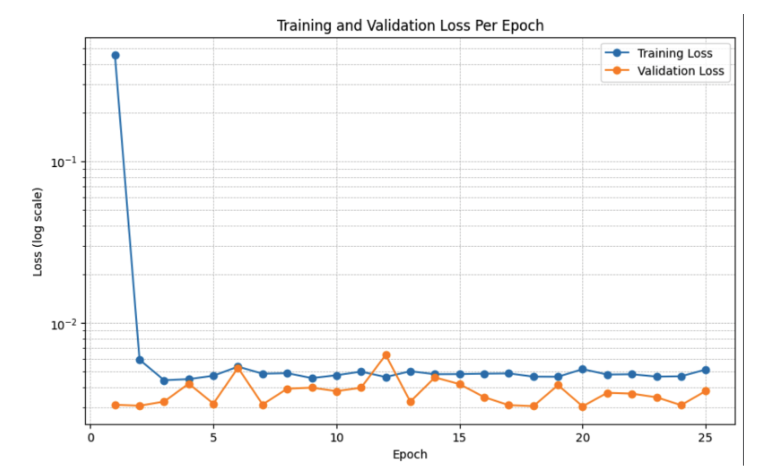 Training and Validation Loss Per Epoch
Training Loss
Validation Loss
Loss (log scale)
10⁻¹
10⁻²
0 5 10 15 20 25
Epoch